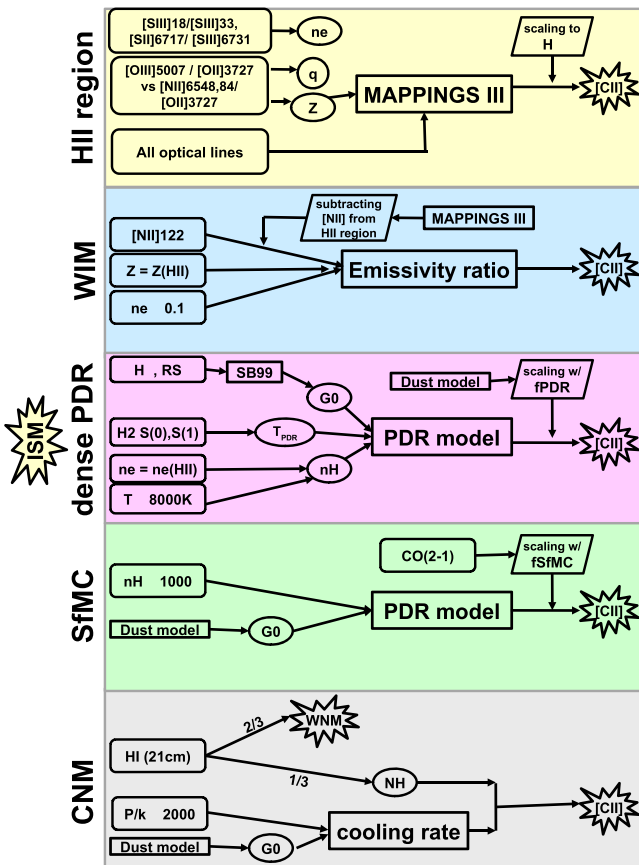 ISM
HII region
[SIII]18/[SIII]33,
[SII]6717/ [SIII]6731
ne
[OIII]5007 / [OII]3727
vs [NII]6548,84/
[OII]3727
q
Z
All optical lines
MAPPINGS III
scaling to
H
[CII]
WIM
[NII]122
Z = Z(HII)
ne 0.1
subtracting
[NII] from
HII region
MAPPINGS III
Emissivity ratio
[CII]
dense PDR
H , RS
SB99
G0
H2 S(0),S(1)
TPDR
ne = ne(HII)
T 8000K
nH
Dust model
scaling w/
fPDR
PDR model
[CII]
SfMC
nH 1000
Dust model
G0
CO(2-1)
scaling w/
fSfMC
PDR model
[CII]
CNM
HI (21cm)
2/3
WNM
1/3
NH
P/k 2000
Dust model
G0
cooling rate
[CII]